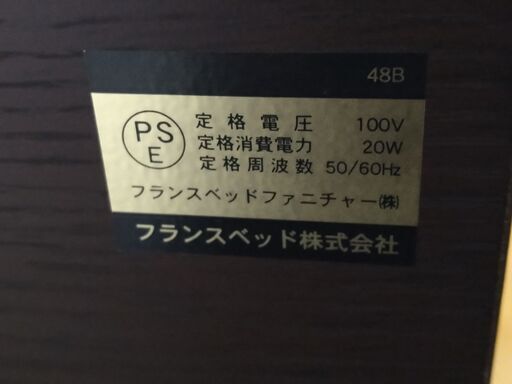 48B
PS
E
定格電圧 100V
定格消費電力 20W
定格周波数 50/60Hz
フランスベッドファニチャー㈱
フランスベッド株式会社